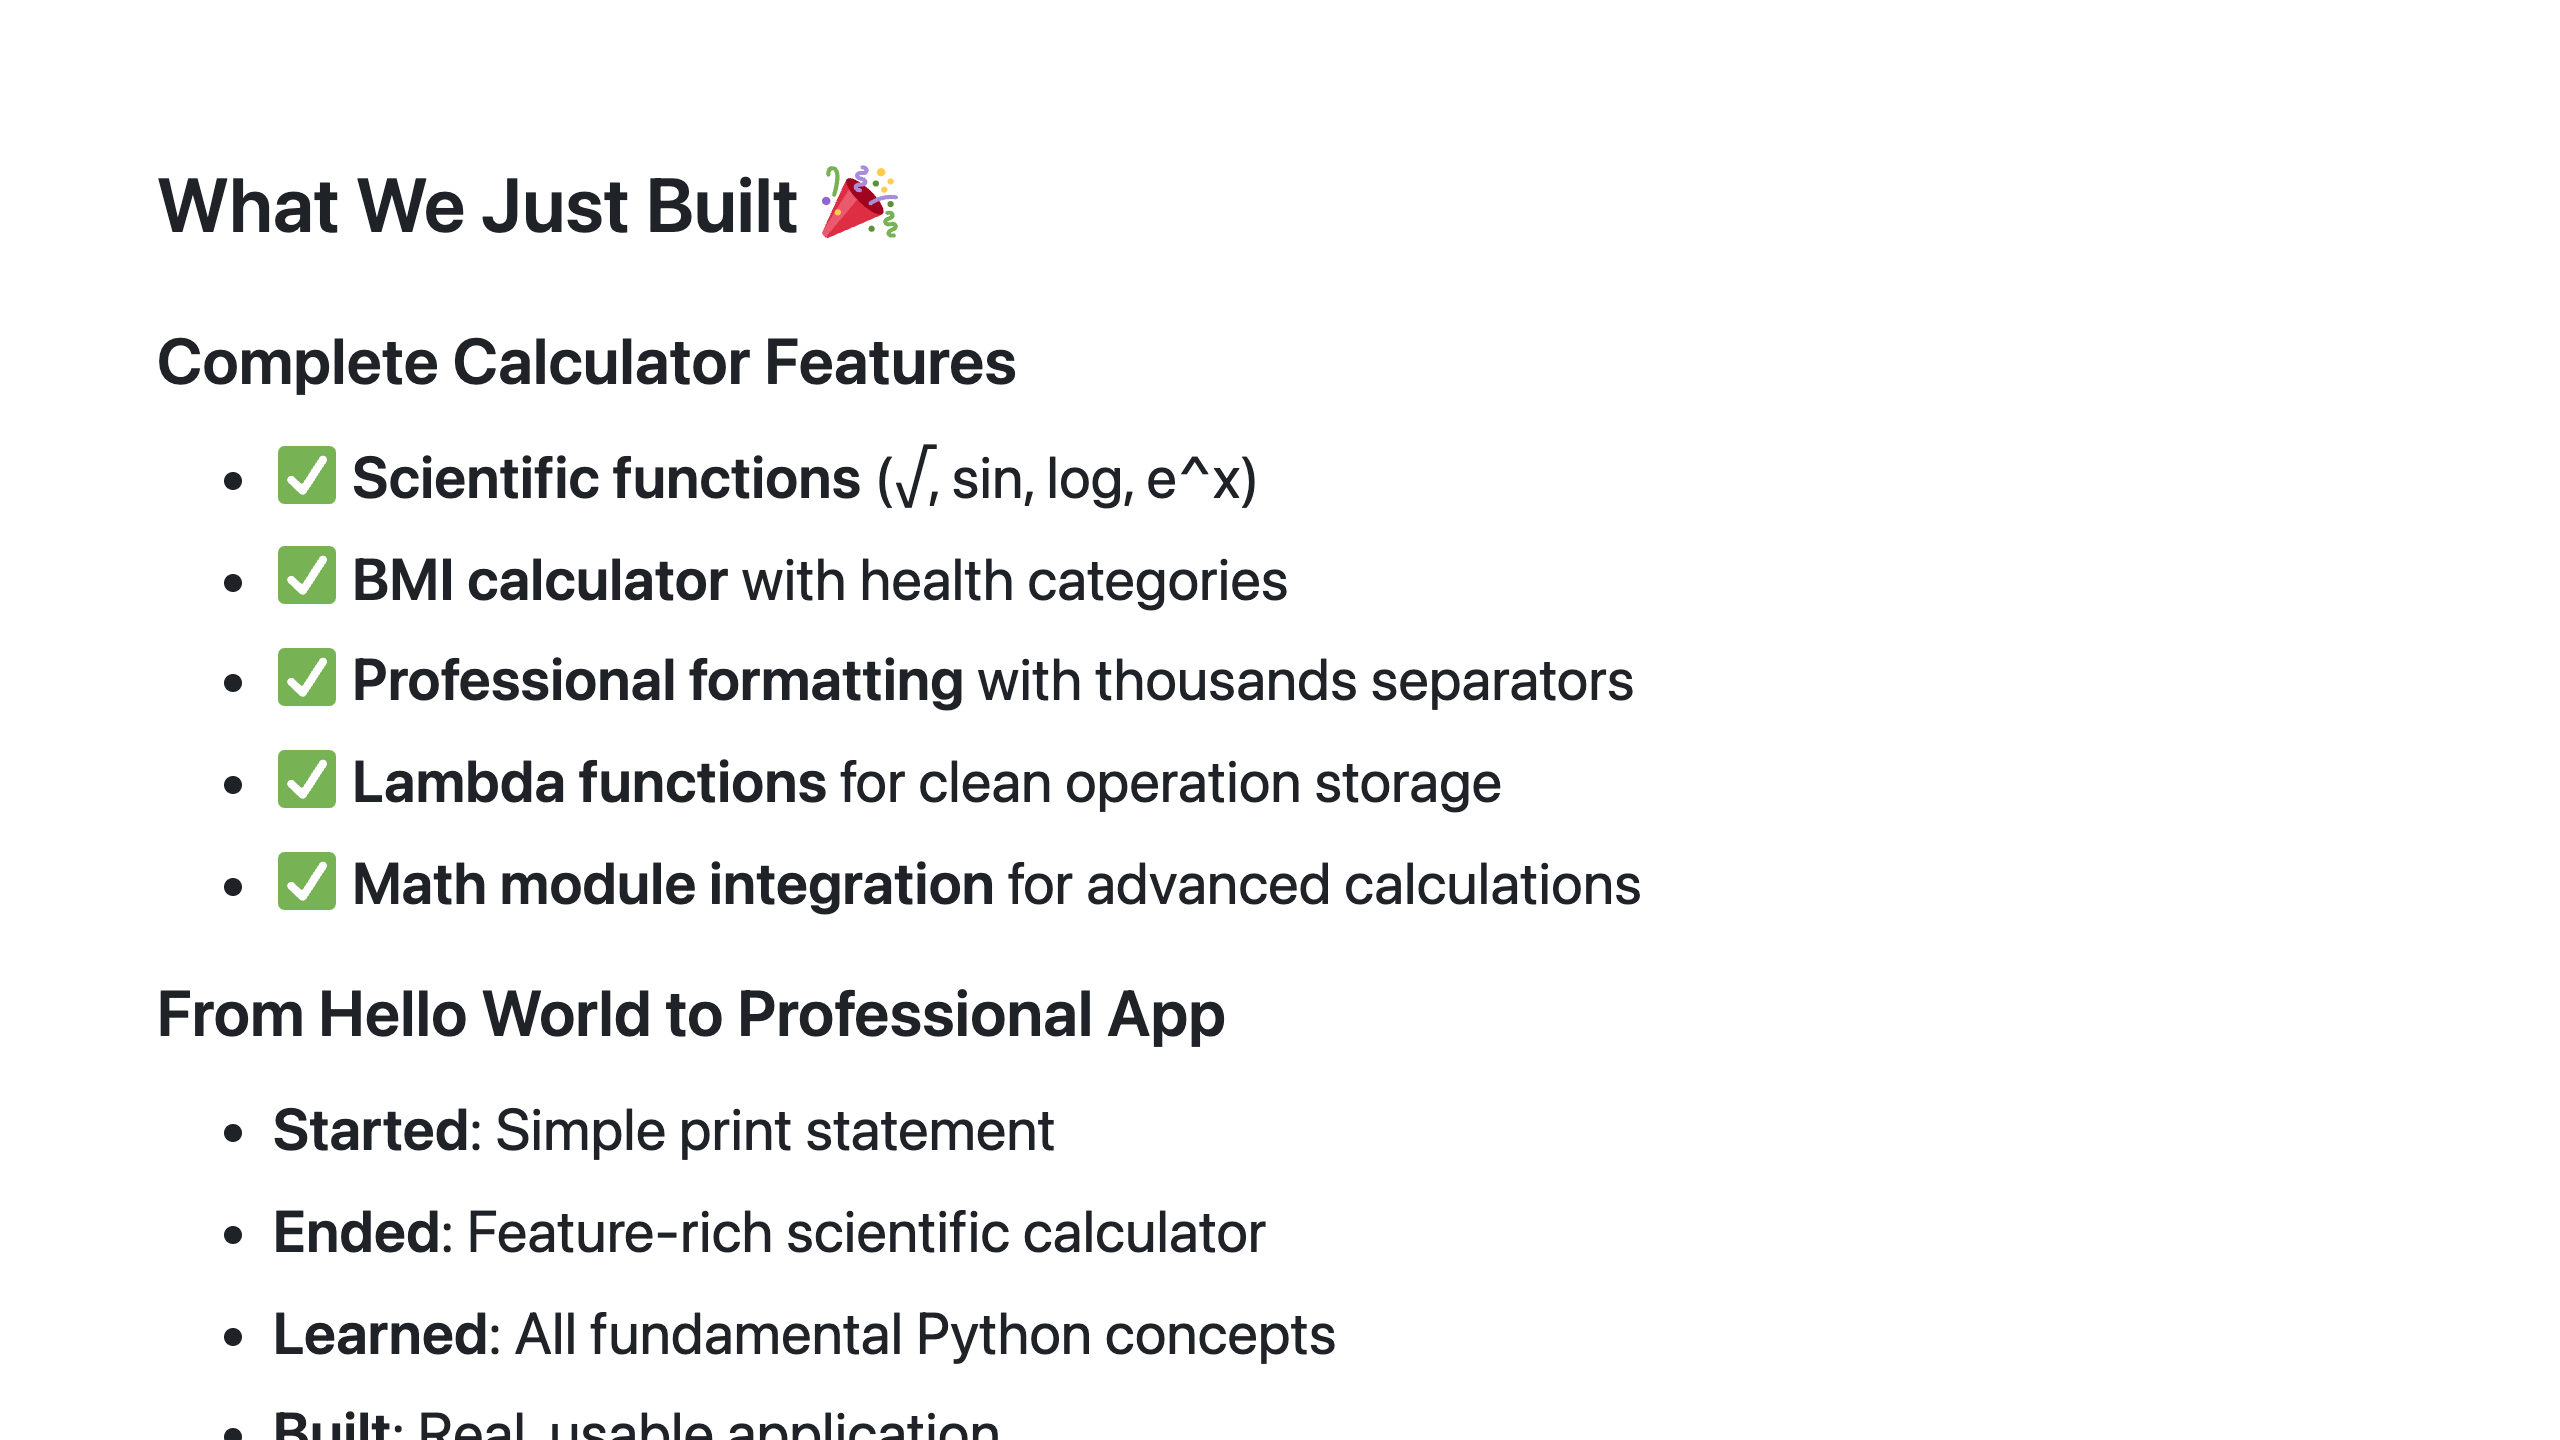 What We Just Built 🎉
Complete Calculator Features
• ✅ Scientific functions (√, sin, log, e^x)
• ✅ BMI calculator with health categories
• ✅ Professional formatting with thousands separators
• ✅ Lambda functions for clean operation storage
• ✅ Math module integration for advanced calculations
From Hello World to Professional App
• Started: Simple print statement
• Ended: Feature-rich scientific calculator
• Learned: All fundamental Python concepts
• Built: Real, usable application